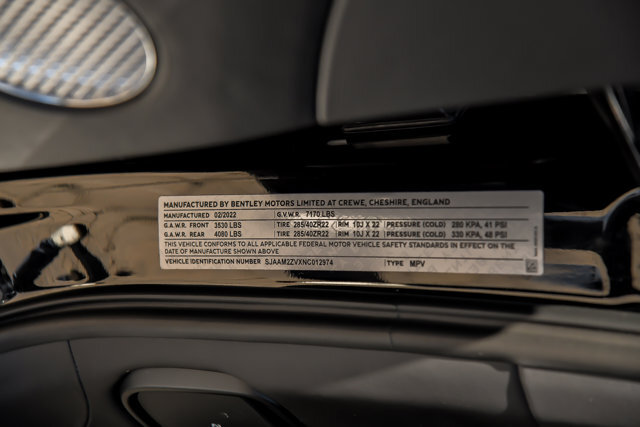 MANUFACTURED BY BENTLEY MOTORS LIMITED AT CREWE, CHESHIRE, ENGLAND
MANUFACTURED 02/2022 G.V.W.R. 7170 LBS
G.A.W.R. FRONT 3530 LBS TIRE 285/40ZR22 RIM 10J X 22 PRESSURE (COLD) 280 KPA, 41 PSI
G.A.W.R. REAR 4080 LBS TIRE 285/40ZR22 RIM 10J X 22 PRESSURE (COLD) 330 KPA, 48 PSI
THIS VEHICLE CONFORMS TO ALL APPLICABLE FEDERAL MOTOR VEHICLE SAFETY STANDARDS IN EFFECT ON THE
DATE OF MANUFACTURE SHOWN ABOVE
VEHICLE IDENTIFICATION NUMBER SJAAM2ZVXNC012974 TYPE MPV